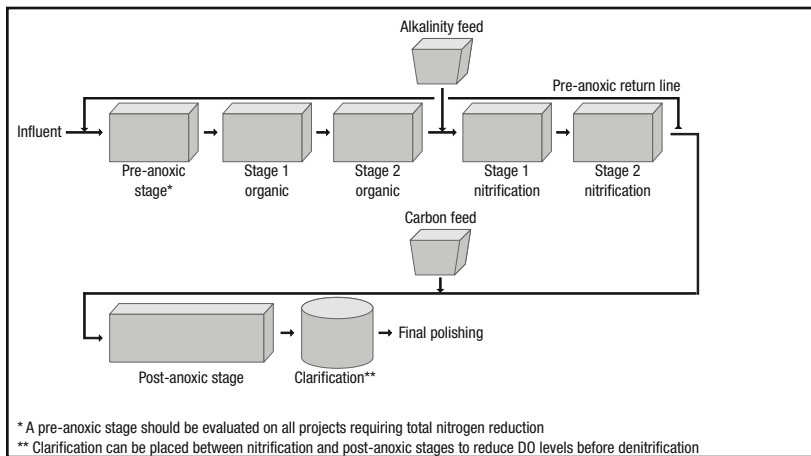 Alkalinity feed
Pre-anoxic return line
Influent
Pre-anoxic
stage*
Stage 1
organic
Stage 2
organic
Stage 1
nitrification
Stage 2
nitrification
Carbon feed
Final polishing
Post-anoxic stage
Clarification**
* A pre-anoxic stage should be evaluated on all projects requiring total nitrogen reduction
** Clarification can be placed between nitrification and post-anoxic stages to reduce DO levels before denitrification